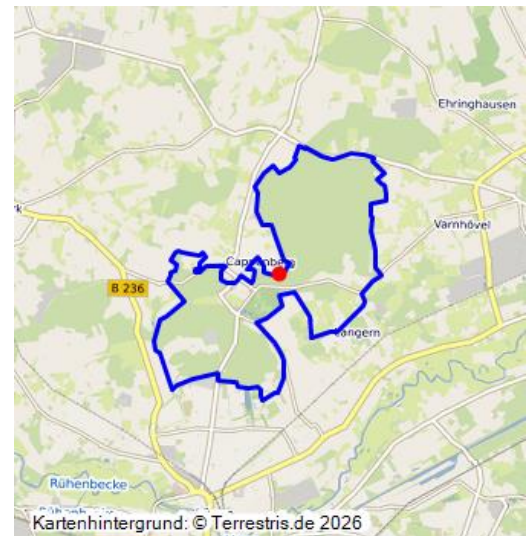 Ehringhausen
Varnhövel
Cappenberg
B 236
Langern
Rühenbecke
Kartenhintergrund: © Terrestris.de 2026